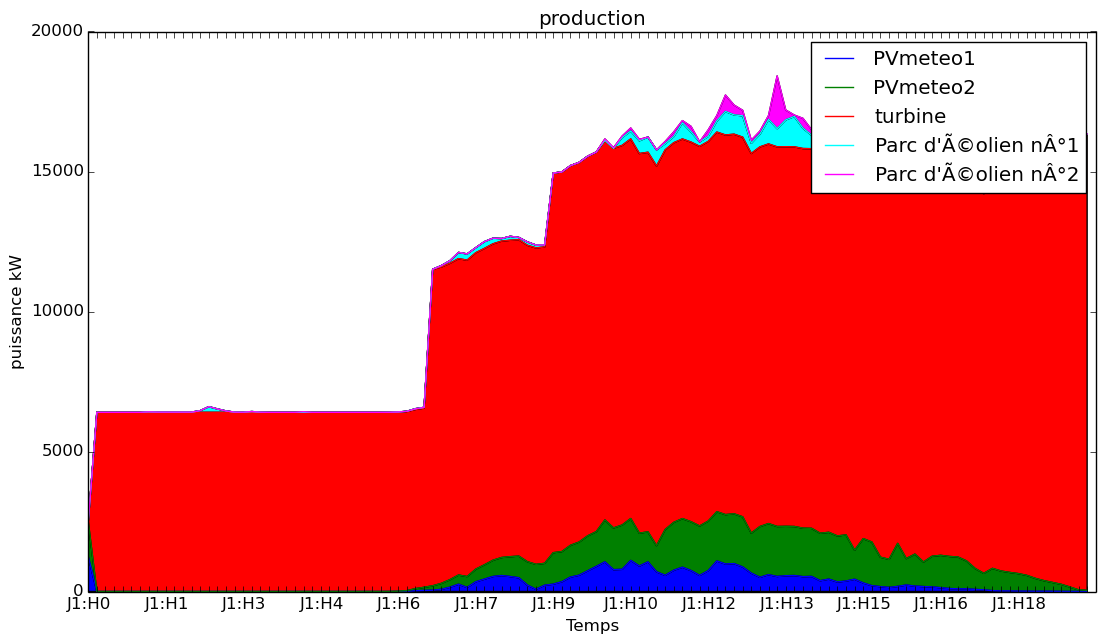 production
20000
15000
10000
5000
0
puissance kW
PVmeteo1
PVmeteo2
turbine
Parc d'Ã©olien nÂ°1
Parc d'Ã©olien nÂ°2
J1:H0 J1:H1 J1:H3 J1:H4 J1:H6 J1:H7 J1:H9 J1:H10 J1:H12 J1:H13 J1:H15 J1:H16 J1:H18
Temps